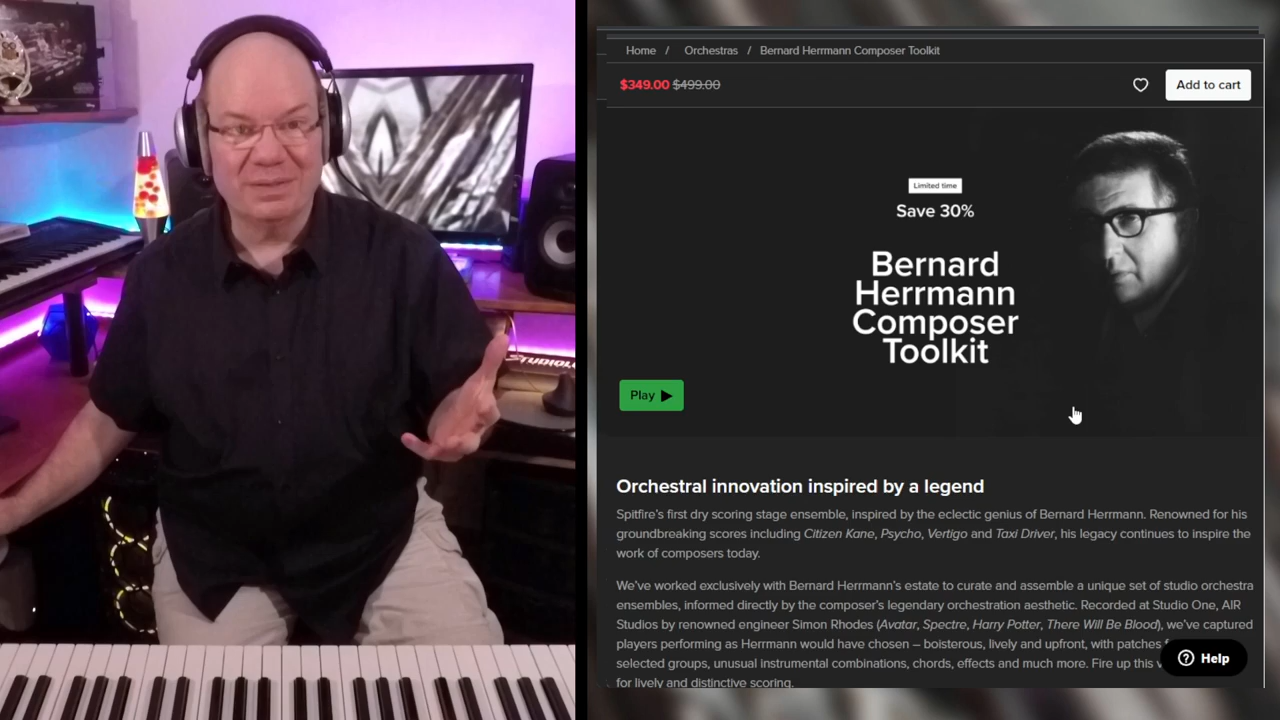 STUDIOLO
Home / Orchestras / Bernard Herrmann Composer Toolkit
$349.00 $499.00
Add to cart
Limited time
Save 30%
Bernard
Herrmann
Composer
Toolkit
Play
Orchestral innovation inspired by a legend
Spitfire's first dry scoring stage ensemble, inspired by the eclectic genius of Bernard Herrmann. Renowned for his
groundbreaking scores including Citizen Kane, Psycho, Vertigo and Taxi Driver, his legacy continues to inspire the
work of composers today.
We've worked exclusively with Bernard Herrmann's estate to curate and assemble a unique set of studio orchestra
ensembles, informed directly by the composer's legendary orchestration aesthetic. Recorded at Studio One, AIR
Studios by renowned engineer Simon Rhodes (Avatar, Spectre, Harry Potter, There Will Be Blood), we've captured
players performing as Herrmann would have chosen – boisterous, lively and upfront, with patches
selected groups, unusual instrumental combinations, chords, effects and much more. Fire up this
for lively and distinctive scoring.
Help